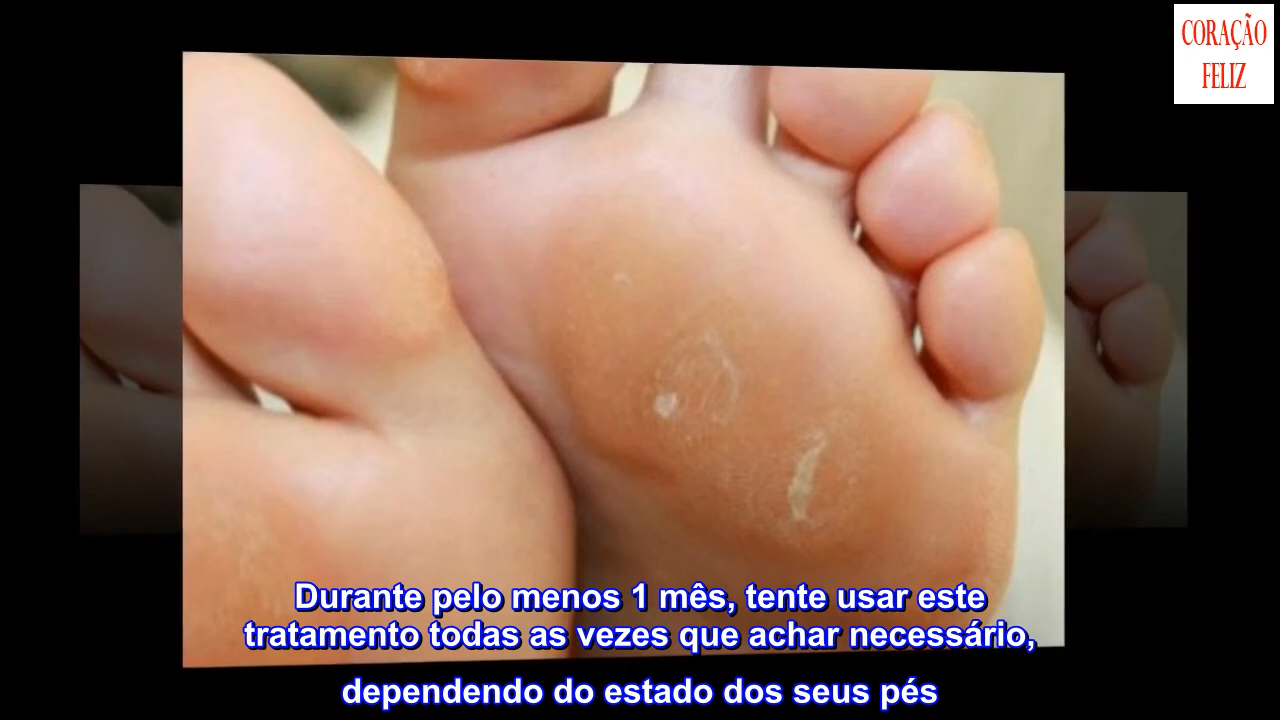 CORAÇÃO
FELIZ
Durante pelo menos 1 mês, tente usar este
tratamento todas as vezes que achar necessário,
dependendo do estado dos seus pés